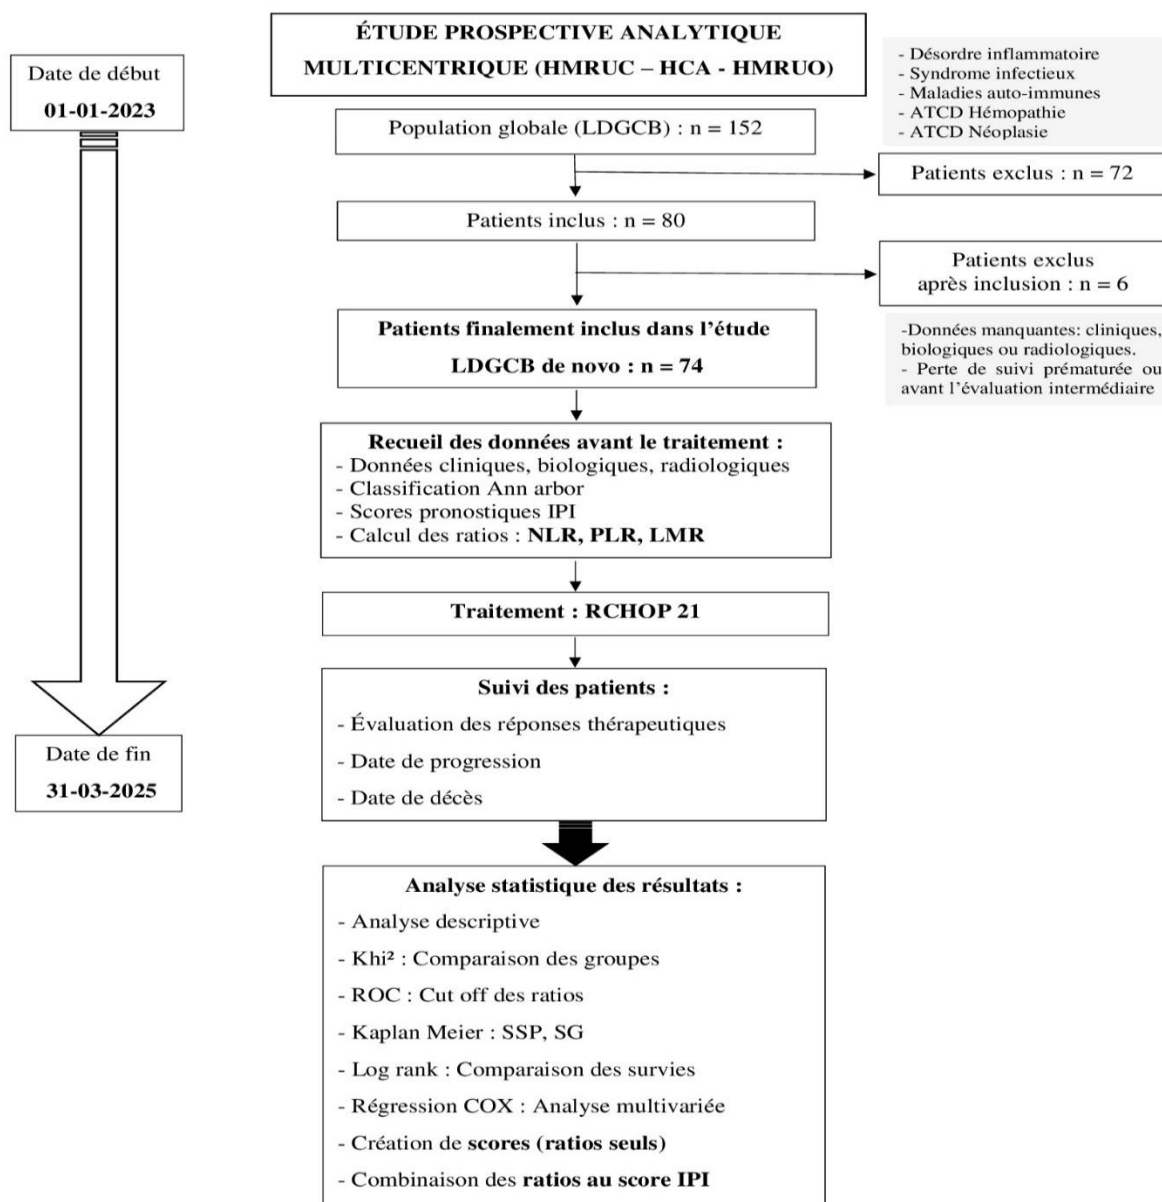 ÉTUDE PROSPECTIVE ANALYTIQUE
MULTICENTRIQUE (HMRUC – HCA - HMRUO)
Date de début
01-01-2023
- Désordre inflammatoire
- Syndrome infectieux
- Maladies auto-immunes
- ATCD Hémopathie
- ATCD Néoplasie
Population globale (LDGCB) : n = 152
Patients exclus : n = 72
Patients inclus : n = 80
Patients exclus
après inclusion : n = 6
Patients finalement inclus dans l’étude
LDGCB de novo : n = 74
-Données manquantes: cliniques,
biologiques ou radiologiques.
- Perte de suivi prématurée ou
avant l’évaluation intermédiaire
Recueil des données avant le traitement :
- Données cliniques, biologiques, radiologiques
- Classification Ann arbor
- Scores pronostiques IPI
- Calcul des ratios : NLR, PLR, LMR
Traitement : RCHOP 21
Suivi des patients :
- Évaluation des réponses thérapeutiques
- Date de progression
- Date de décès
Date de fin
31-03-2025
Analyse statistique des résultats :
- Analyse descriptive
- Khi² : Comparaison des groupes
- ROC : Cut off des ratios
- Kaplan Meier : SSP, SG
- Log rank : Comparaison des survies
- Régression COX : Analyse multivariée
- Création de scores (ratios seuls)
- Combinaison des ratios au score IPI